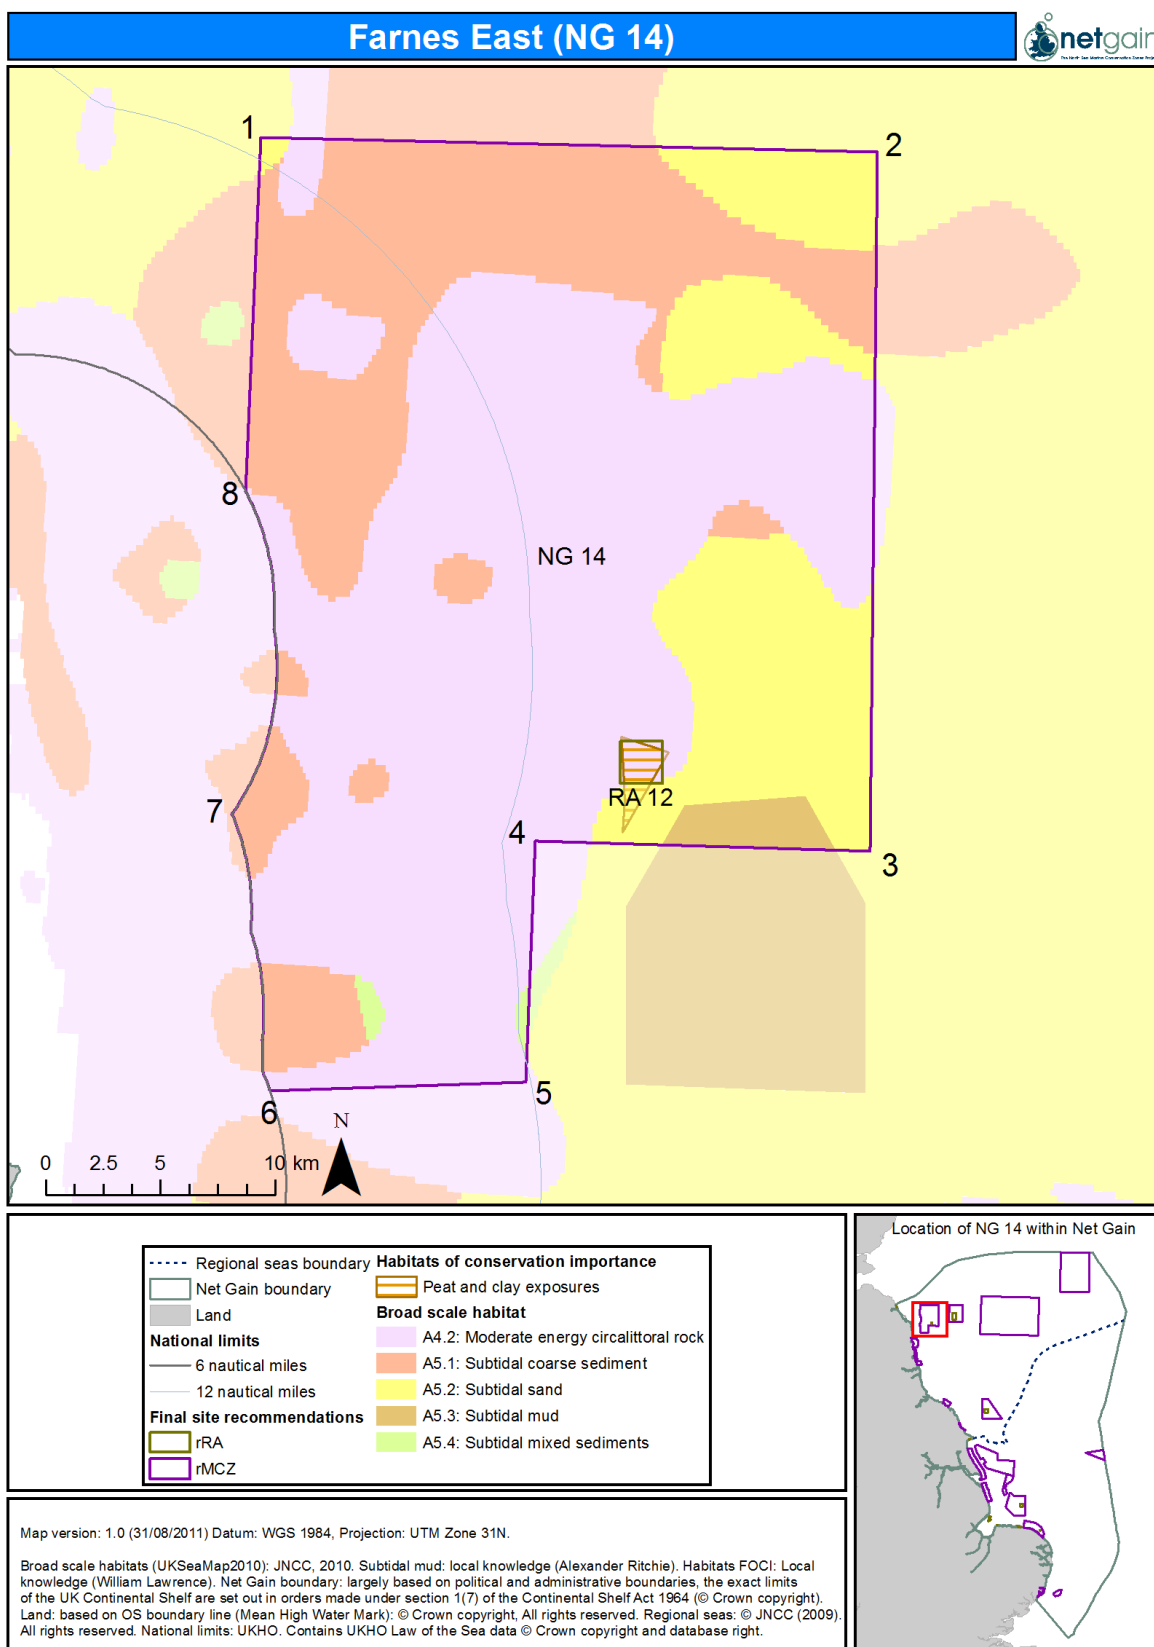 Farnes East (NG 14)
netgain
The North Sea Marine Conservation Zones Project
1
2
8
NG 14
7
RA 12
4
3
5
6
N
0 2.5 5 10 km
Regional seas boundary
Net Gain boundary
Land
National limits
6 nautical miles
12 nautical miles
Final site recommendations
rRA
rMCZ
Habitats of conservation importance
Peat and clay exposures
Broad scale habitat
A4.2: Moderate energy circalittoral rock
A5.1: Subtidal coarse sediment
A5.2: Subtidal sand
A5.3: Subtidal mud
A5.4: Subtidal mixed sediments
Location of NG 14 within Net Gain
Map version: 1.0 (31/08/2011) Datum: WGS 1984, Projection: UTM Zone 31N.
Broad scale habitats (UKSeaMap2010): JNCC, 2010. Subtidal mud: local knowledge (Alexander Ritchie). Habitats FOCI: Local
knowledge (William Lawrence). Net Gain boundary: largely based on political and administrative boundaries, the exact limits
of the UK Continental Shelf are set out in orders made under section 1(7) of the Continental Shelf Act 1964 (© Crown copyright).
Land: based on OS boundary line (Mean High Water Mark): © Crown copyright, All rights reserved. Regional seas: © JNCC (2009).
All rights reserved. National limits: UKHO. Contains UKHO Law of the Sea data © Crown copyright and database right.